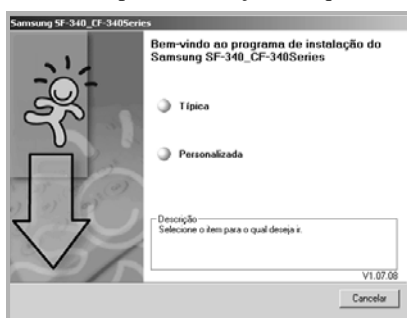 Samsung SF-340_CF-340Series
Bem-vindo ao programa de instalação do
Samsung SF-340_CF-340Series
Típica
Personalizada
Descrição
Selecione o item para o qual deseja ir.
V1.07.08
Cancelar